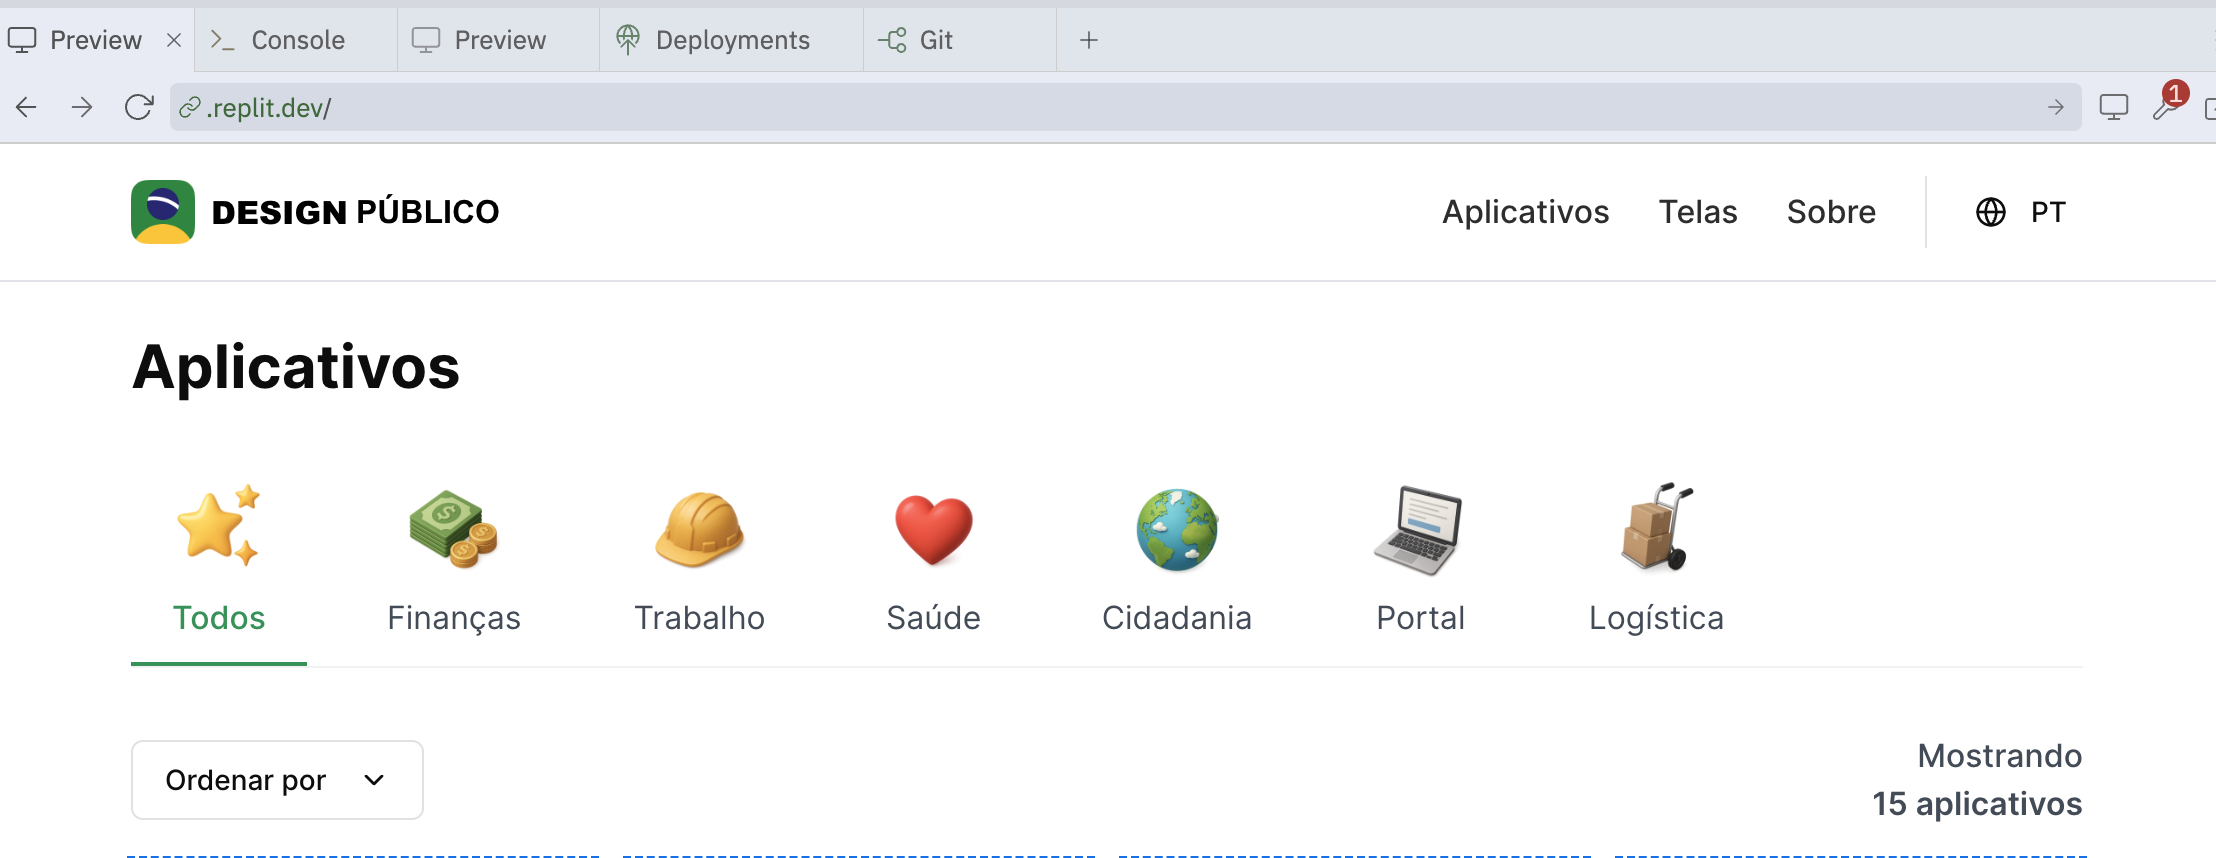 Preview
Console
Preview
Deployments
Git
.replit.dev/
1
DESIGN PÚBLICO
Aplicativos
Telas
Sobre
PT
Aplicativos
Todos
Finanças
Trabalho
Saúde
Cidadania
Portal
Logística
Ordenar por
Mostrando
15 aplicativos